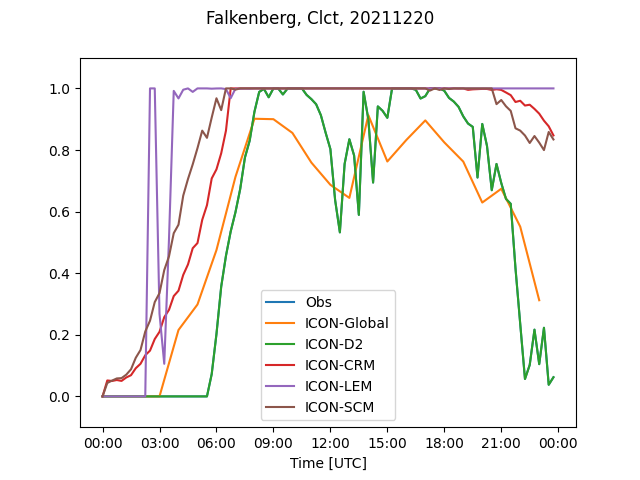 Falkenberg, Clct, 20211220
1.0
0.8
0.6
0.4
0.2
0.0
Obs
ICON-Global
ICON-D2
ICON-CRM
ICON-LEM
ICON-SCM
00:00 03:00 06:00 09:00 12:00 15:00 18:00 21:00 00:00
Time [UTC]